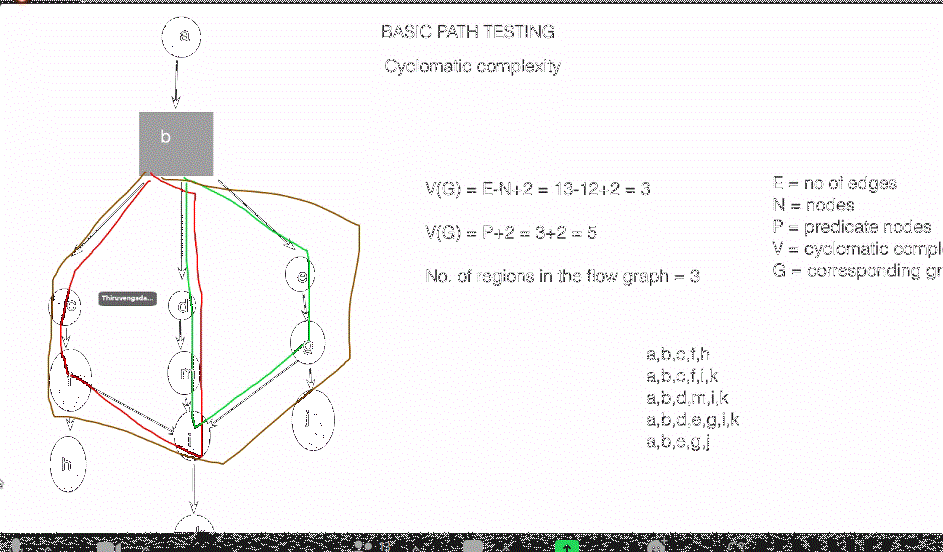 BASIC PATH TESTING
Cyclomatic complexity
a
b
V(G) = E-N+2 = 13-12+2 = 3
V(G) = P+2 = 3+2 = 5
No. of regions in the flow graph = 3
E = no of edges
N = nodes
P = predicate nodes
V = cyclomatic compl
G = corresponding gr
c
d
e
Thiruvengada...
f
m
g
i
j
h
k
a,b,c,f,h
a,b,c,f,i,k
a,b,d,m,i,k
a,b,d,e,g,i,k
a,b,e,g,j